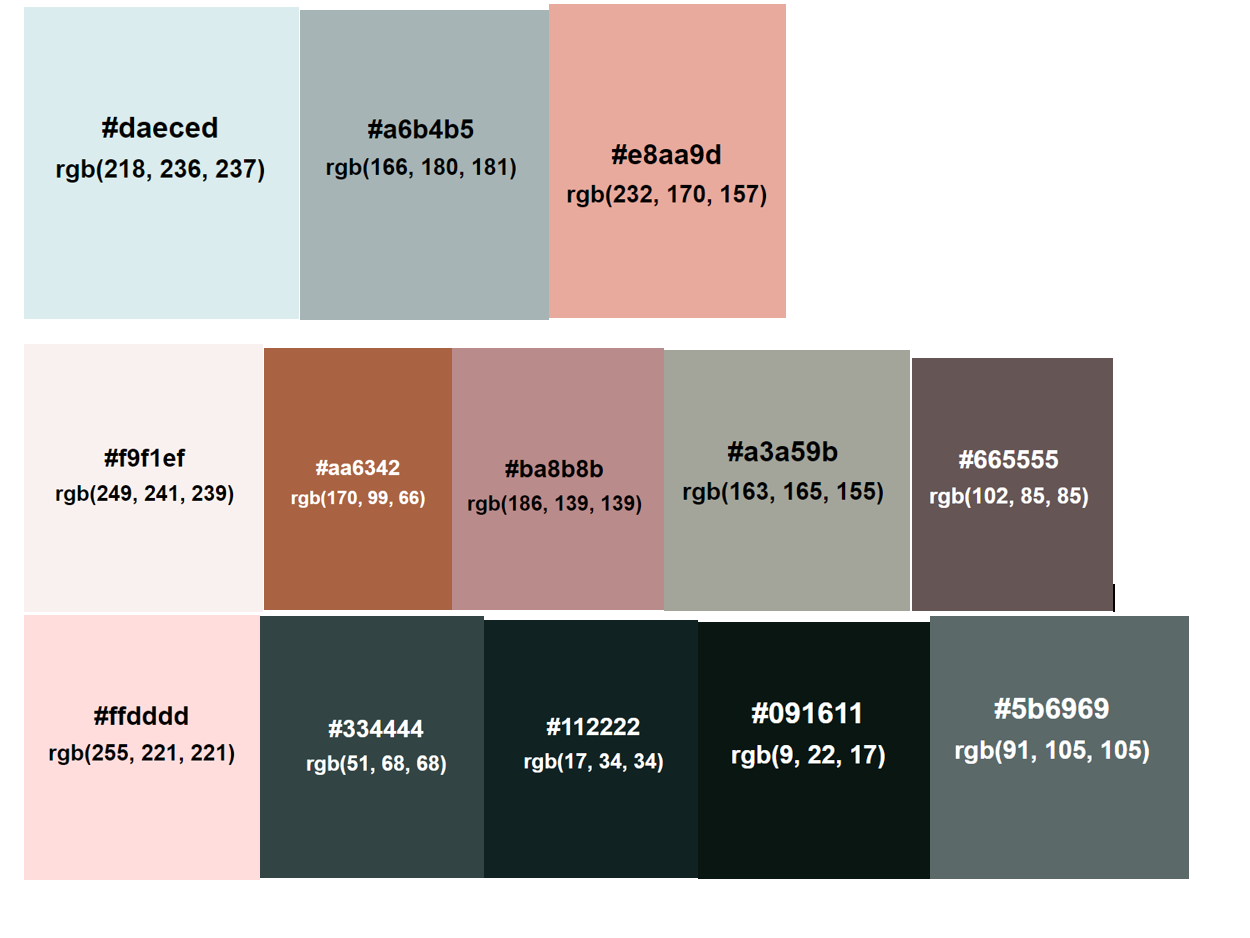 #daeced
rgb(218, 236, 237)
#a6b4b5
rgb(166, 180, 181)
#e8aa9d
rgb(232, 170, 157)
#f9f1ef
rgb(249, 241, 239)
#aa6342
rgb(170, 99, 66)
#ba8b8b
rgb(186, 139, 139)
#a3a59b
rgb(163, 165, 155)
#665555
rgb(102, 85, 85)
#ffdddd
rgb(255, 221, 221)
#334444
rgb(51, 68, 68)
#112222
rgb(17, 34, 34)
#091611
rgb(9, 22, 17)
#5b6969
rgb(91, 105, 105)